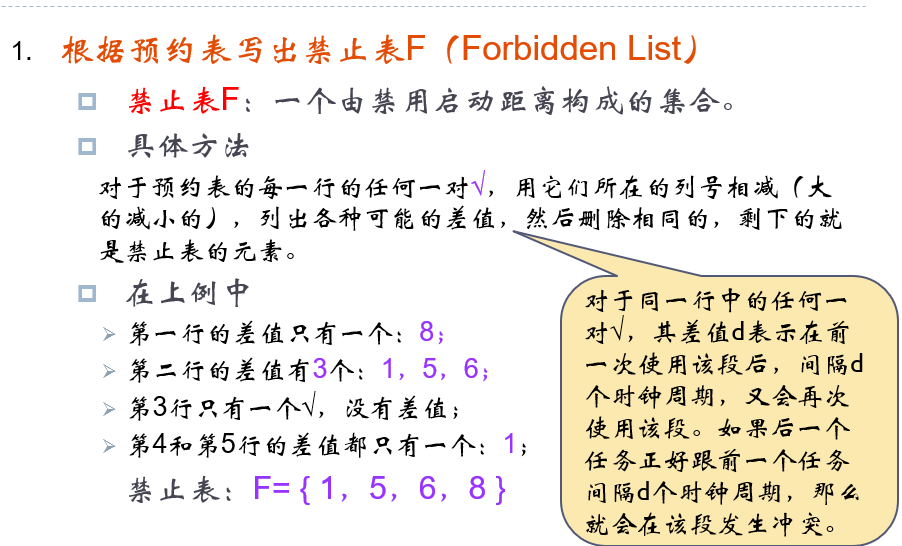 1. 根据预约表写出禁止表F（Forbidden List）
禁止表F：一个由禁用启动距离构成的集合。
具体方法
对于预约表的每一行的任何一对√，用它们所在的列号相减（大
的减小的），列出各种可能的差值，然后删除相同的，剩下的就
是禁止表的元素。
在上例中
第一行的差值只有一个：8；
第二行的差值有3个：1，5，6；
第3行只有一个√，没有差值；
第4和第5行的差值都只有一个：1；
禁止表：F= { 1，5，6，8 }
对于同一行中的任何一
对√，其差值d表示在前
一次使用该段后，间隔d
个时钟周期，又会再次
使用该段。如果后一个
任务正好跟前一个任务
间隔d个时钟周期，那么
就会在该段发生冲突。